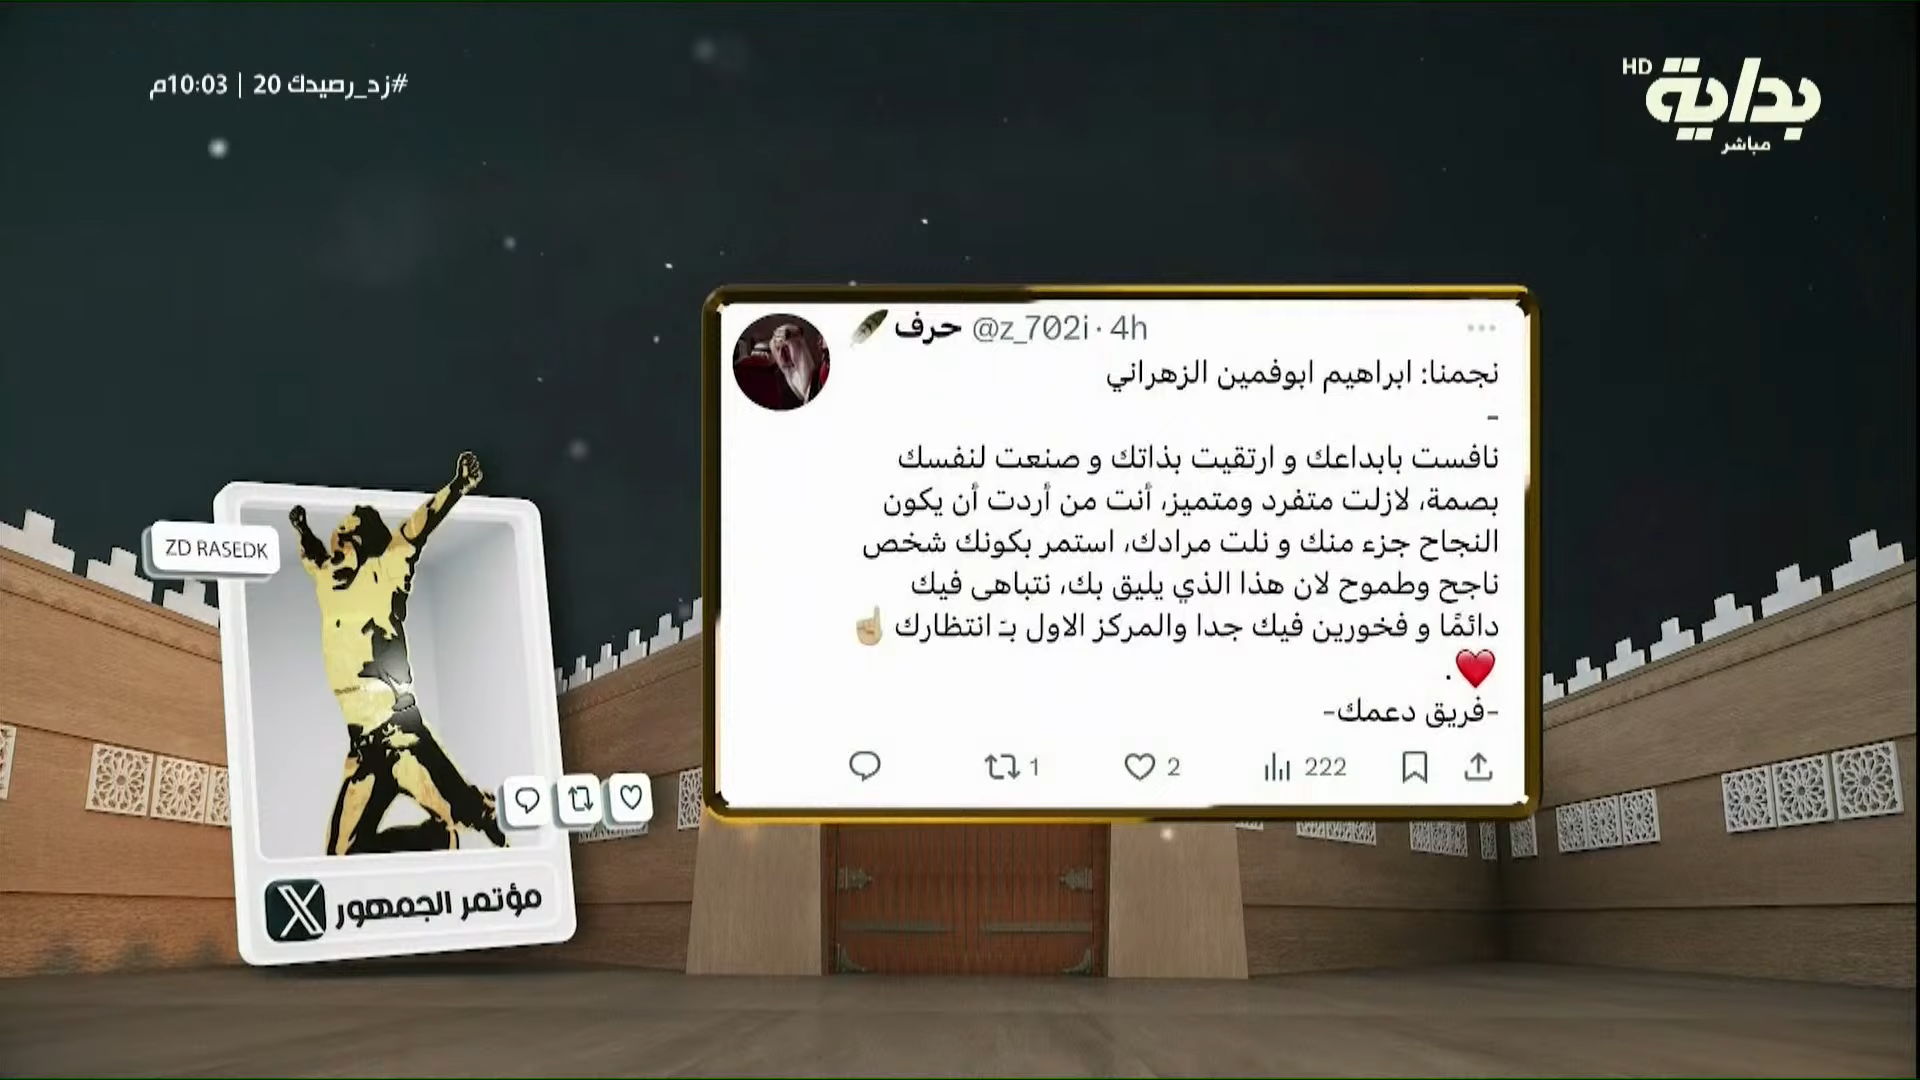 #زد_رصيدك 20 | 10:03م
HD
بداية
مباشر
حرف @z_702i · 4h
نجمنا: ابراهيم ابوفمين الزهراني
-
نافست بابداعك و ارتقيت بذاتك و صنعت لنفسك
بصمة، لازلت متفرد ومتميز، أنت من أردت أن يكون
النجاح جزء منك و نلت مرادك، استمر بكونك شخص
ناجح وطموح لان هذا الذي يليق بك، نتباهى فيك
دائمًا و فخورين فيك جدا والمركز الاول بـَ انتظارك ☝🏼
❤️.
-فريق دعمك-
1
2
222
ZD RASEDK
مؤتمر الجمهور X